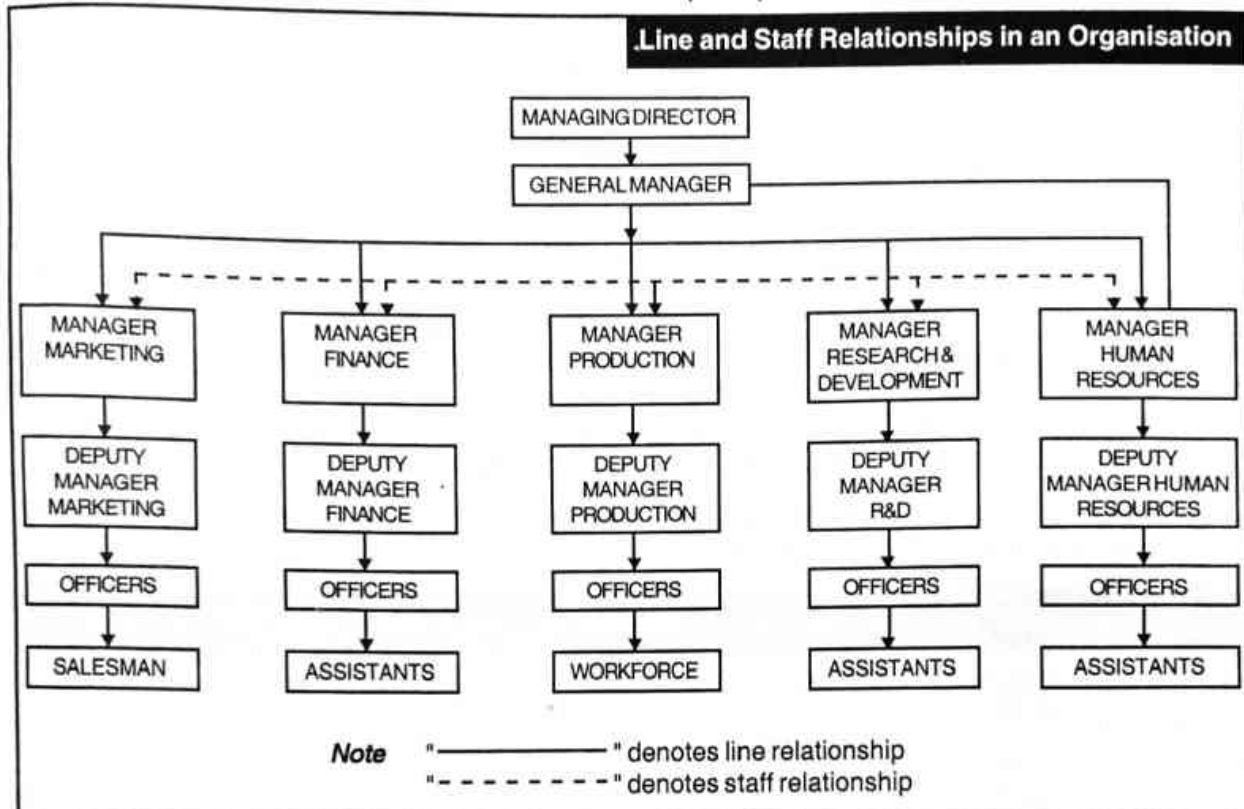 .Line and Staff Relationships in an Organisation
MANAGING DIRECTOR
GENERAL MANAGER
MANAGER
MARKETING
MANAGER
FINANCE
MANAGER
PRODUCTION
MANAGER
RESEARCH &
DEVELOPMENT
MANAGER
HUMAN
RESOURCES
DEPUTY
MANAGER
MARKETING
DEPUTY
MANAGER
FINANCE
DEPUTY
MANAGER
PRODUCTION
DEPUTY
MANAGER
R&D
DEPUTY
MANAGER HUMAN
RESOURCES
OFFICERS
OFFICERS
OFFICERS
OFFICERS
OFFICERS
SALESMAN
ASSISTANTS
WORKFORCE
ASSISTANTS
ASSISTANTS
Note "———" denotes line relationship
"- - - - - - -" denotes staff relationship